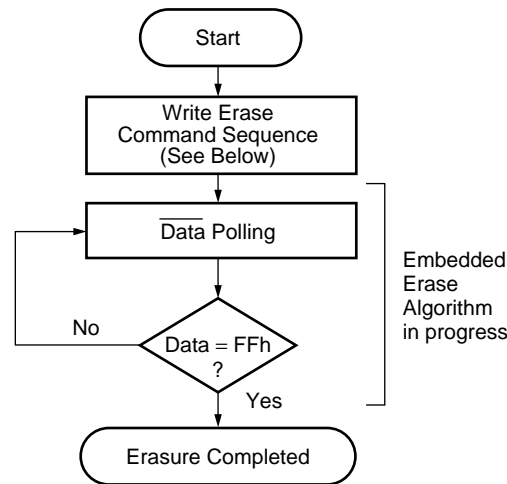 Start
Write Erase
Command Sequence
(See Below)
Data Polling
Embedded
Erase
Algorithm
in progress
No
Data = FFh
?
Yes
Erasure Completed